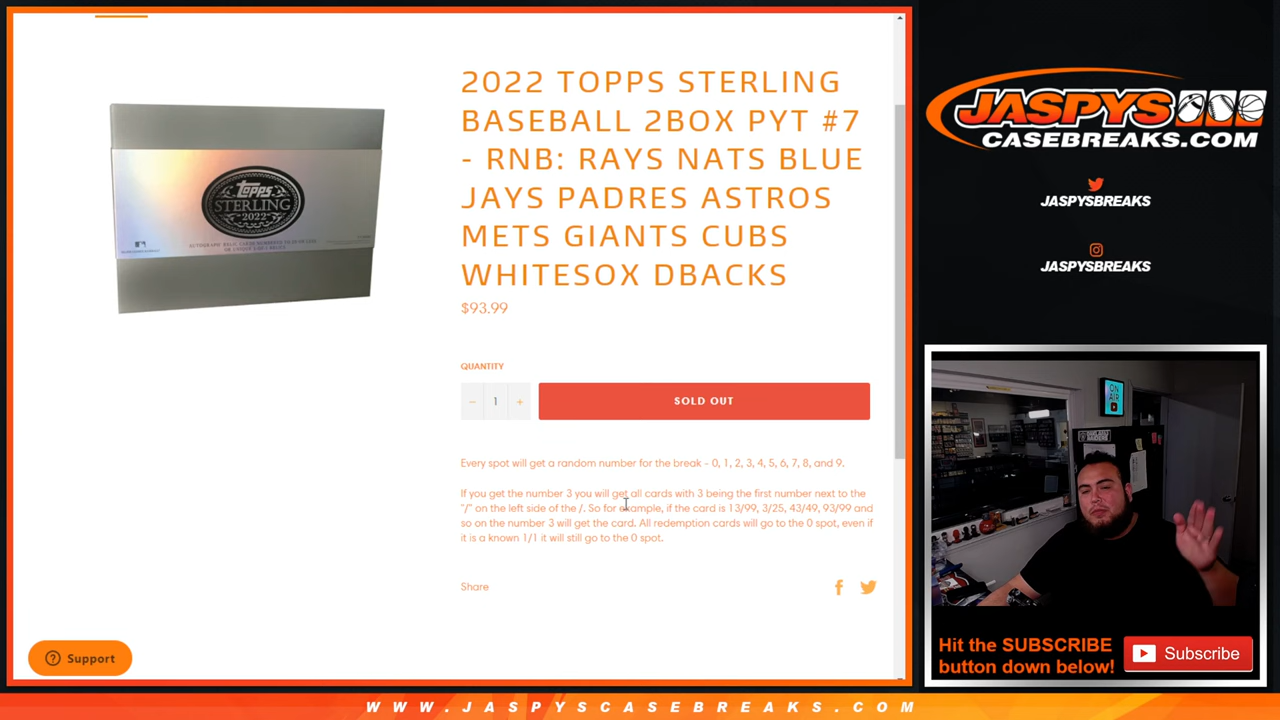 2022 TOPPS STERLING
BASEBALL 2BOX PYT #7
- RNB: RAYS NATS BLUE
JAYS PADRES ASTROS
METS GIANTS CUBS
WHITESOX DBACKS
$93.99
QUANTITY
− 1 +
SOLD OUT
Every spot will get a random number for the break - 0, 1, 2, 3, 4, 5, 6, 7, 8, and 9.
If you get the number 3 you will get all cards with 3 being the first number next to the
"/" on the left side of the /. So for example, if the card is 13/99, 3/25, 43/49, 93/99 and
so on the number 3 will get the card. All redemption cards will go to the 0 spot, even if
it is a known 1/1 it will still go to the 0 spot.
Share
Support
topps
STERLING
2022
JASPYS
CASEBREAKS.COM
JASPYSBREAKS
JASPYSBREAKS
ON
AIR
Hit the SUBSCRIBE
button down below!
Subscribe
WWW.JASPYSCASEBREAKS.COM